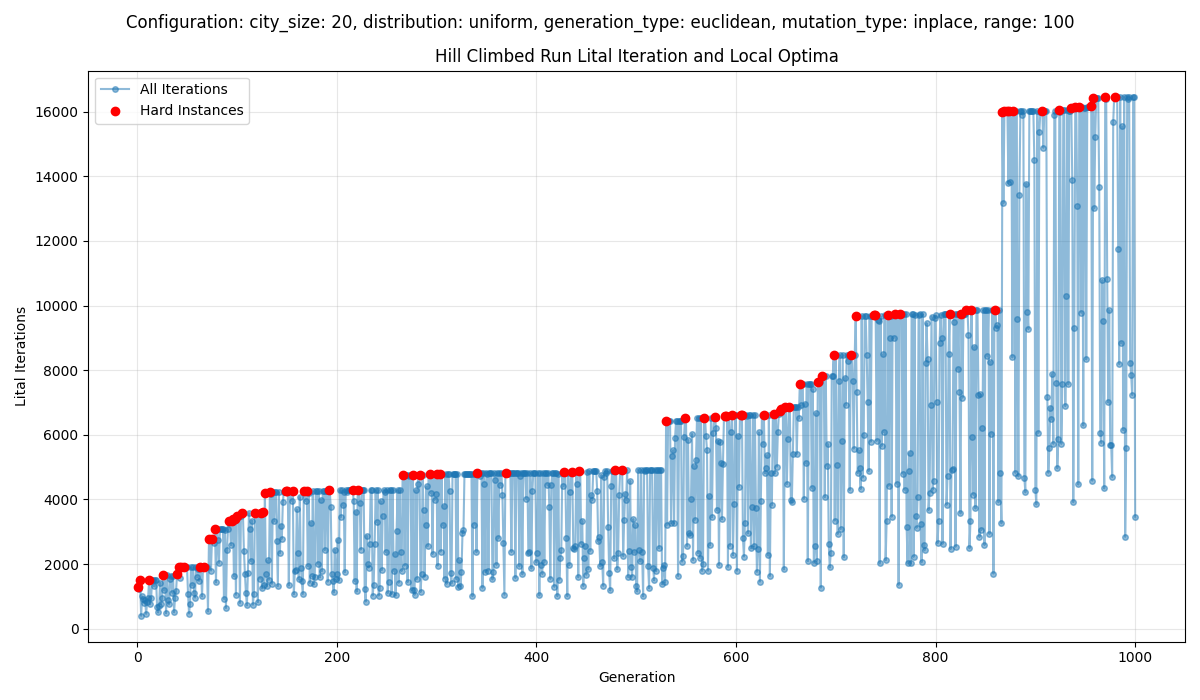 Configuration: city_size: 20, distribution: uniform, generation_type: euclidean, mutation_type: inplace, range: 100
Hill Climbed Run Lital Iteration and Local Optima
All Iterations
Hard Instances
16000
14000
12000
10000
8000
6000
4000
2000
0
Lital Iterations
0 200 400 600 800 1000
Generation